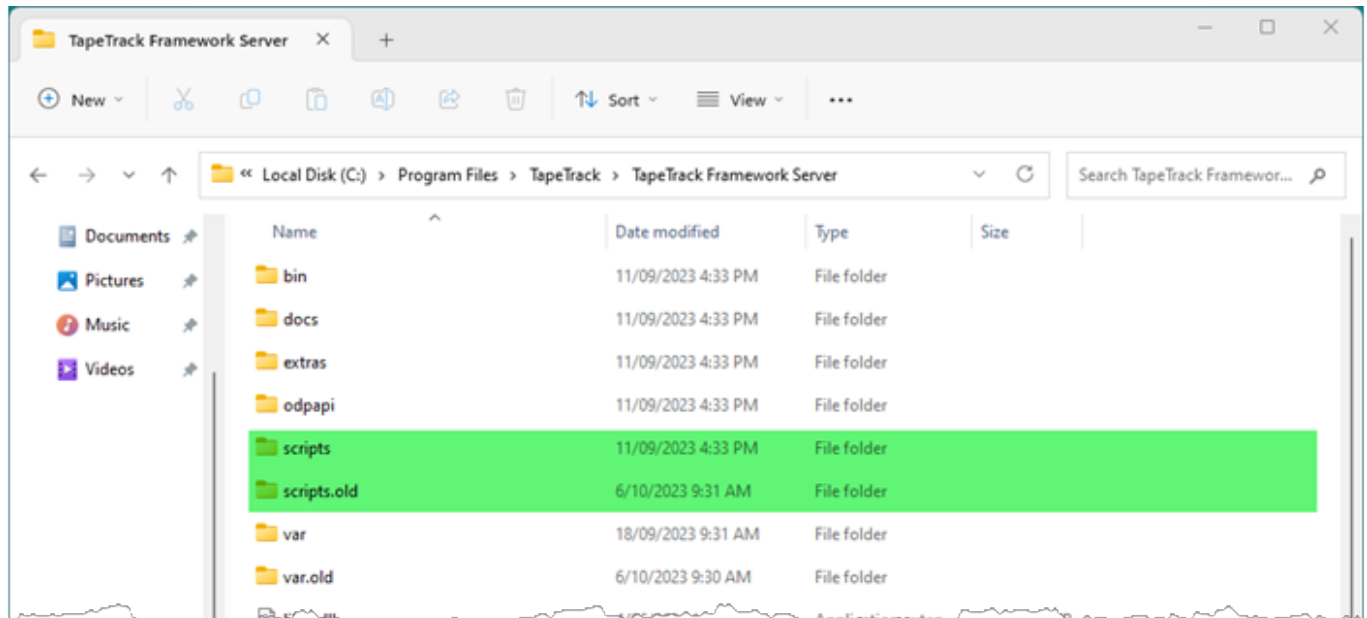 TapeTrack Framework Server
New
Sort
View
Local Disk (C:) > Program Files > TapeTrack > TapeTrack Framework Server
Search TapeTrack Framewor...
Documents
Pictures
Music
Videos
Name Date modified Type Size
bin 11/09/2023 4:33 PM File folder
docs 11/09/2023 4:33 PM File folder
extras 11/09/2023 4:33 PM File folder
odpapi 11/09/2023 4:33 PM File folder
scripts 11/09/2023 4:33 PM File folder
scripts.old 6/10/2023 9:31 AM File folder
var 18/09/2023 9:31 AM File folder
var.old 6/10/2023 9:30 AM File folder